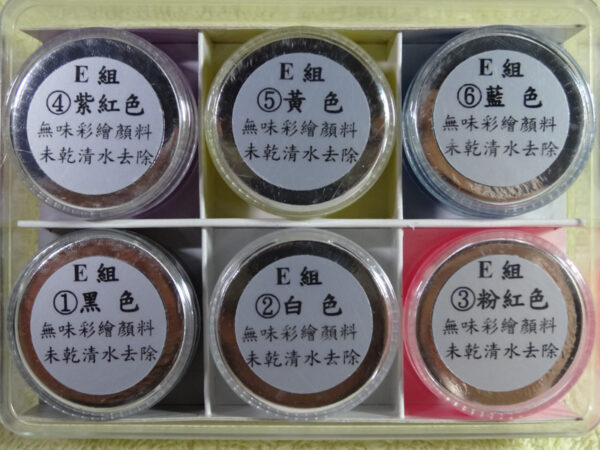 E組
④紫紅色
無味彩繪顏料
未乾清水去除
E組
⑤黃色
無味彩繪顏料
未乾清水去除
E組
⑥藍色
無味彩繪顏料
未乾清水去除
E組
①黑色
無味彩繪顏料
未乾清水去除
E組
②白色
無味彩繪顏料
未乾清水去除
E組
③粉紅色
無味彩繪顏料
未乾清水去除